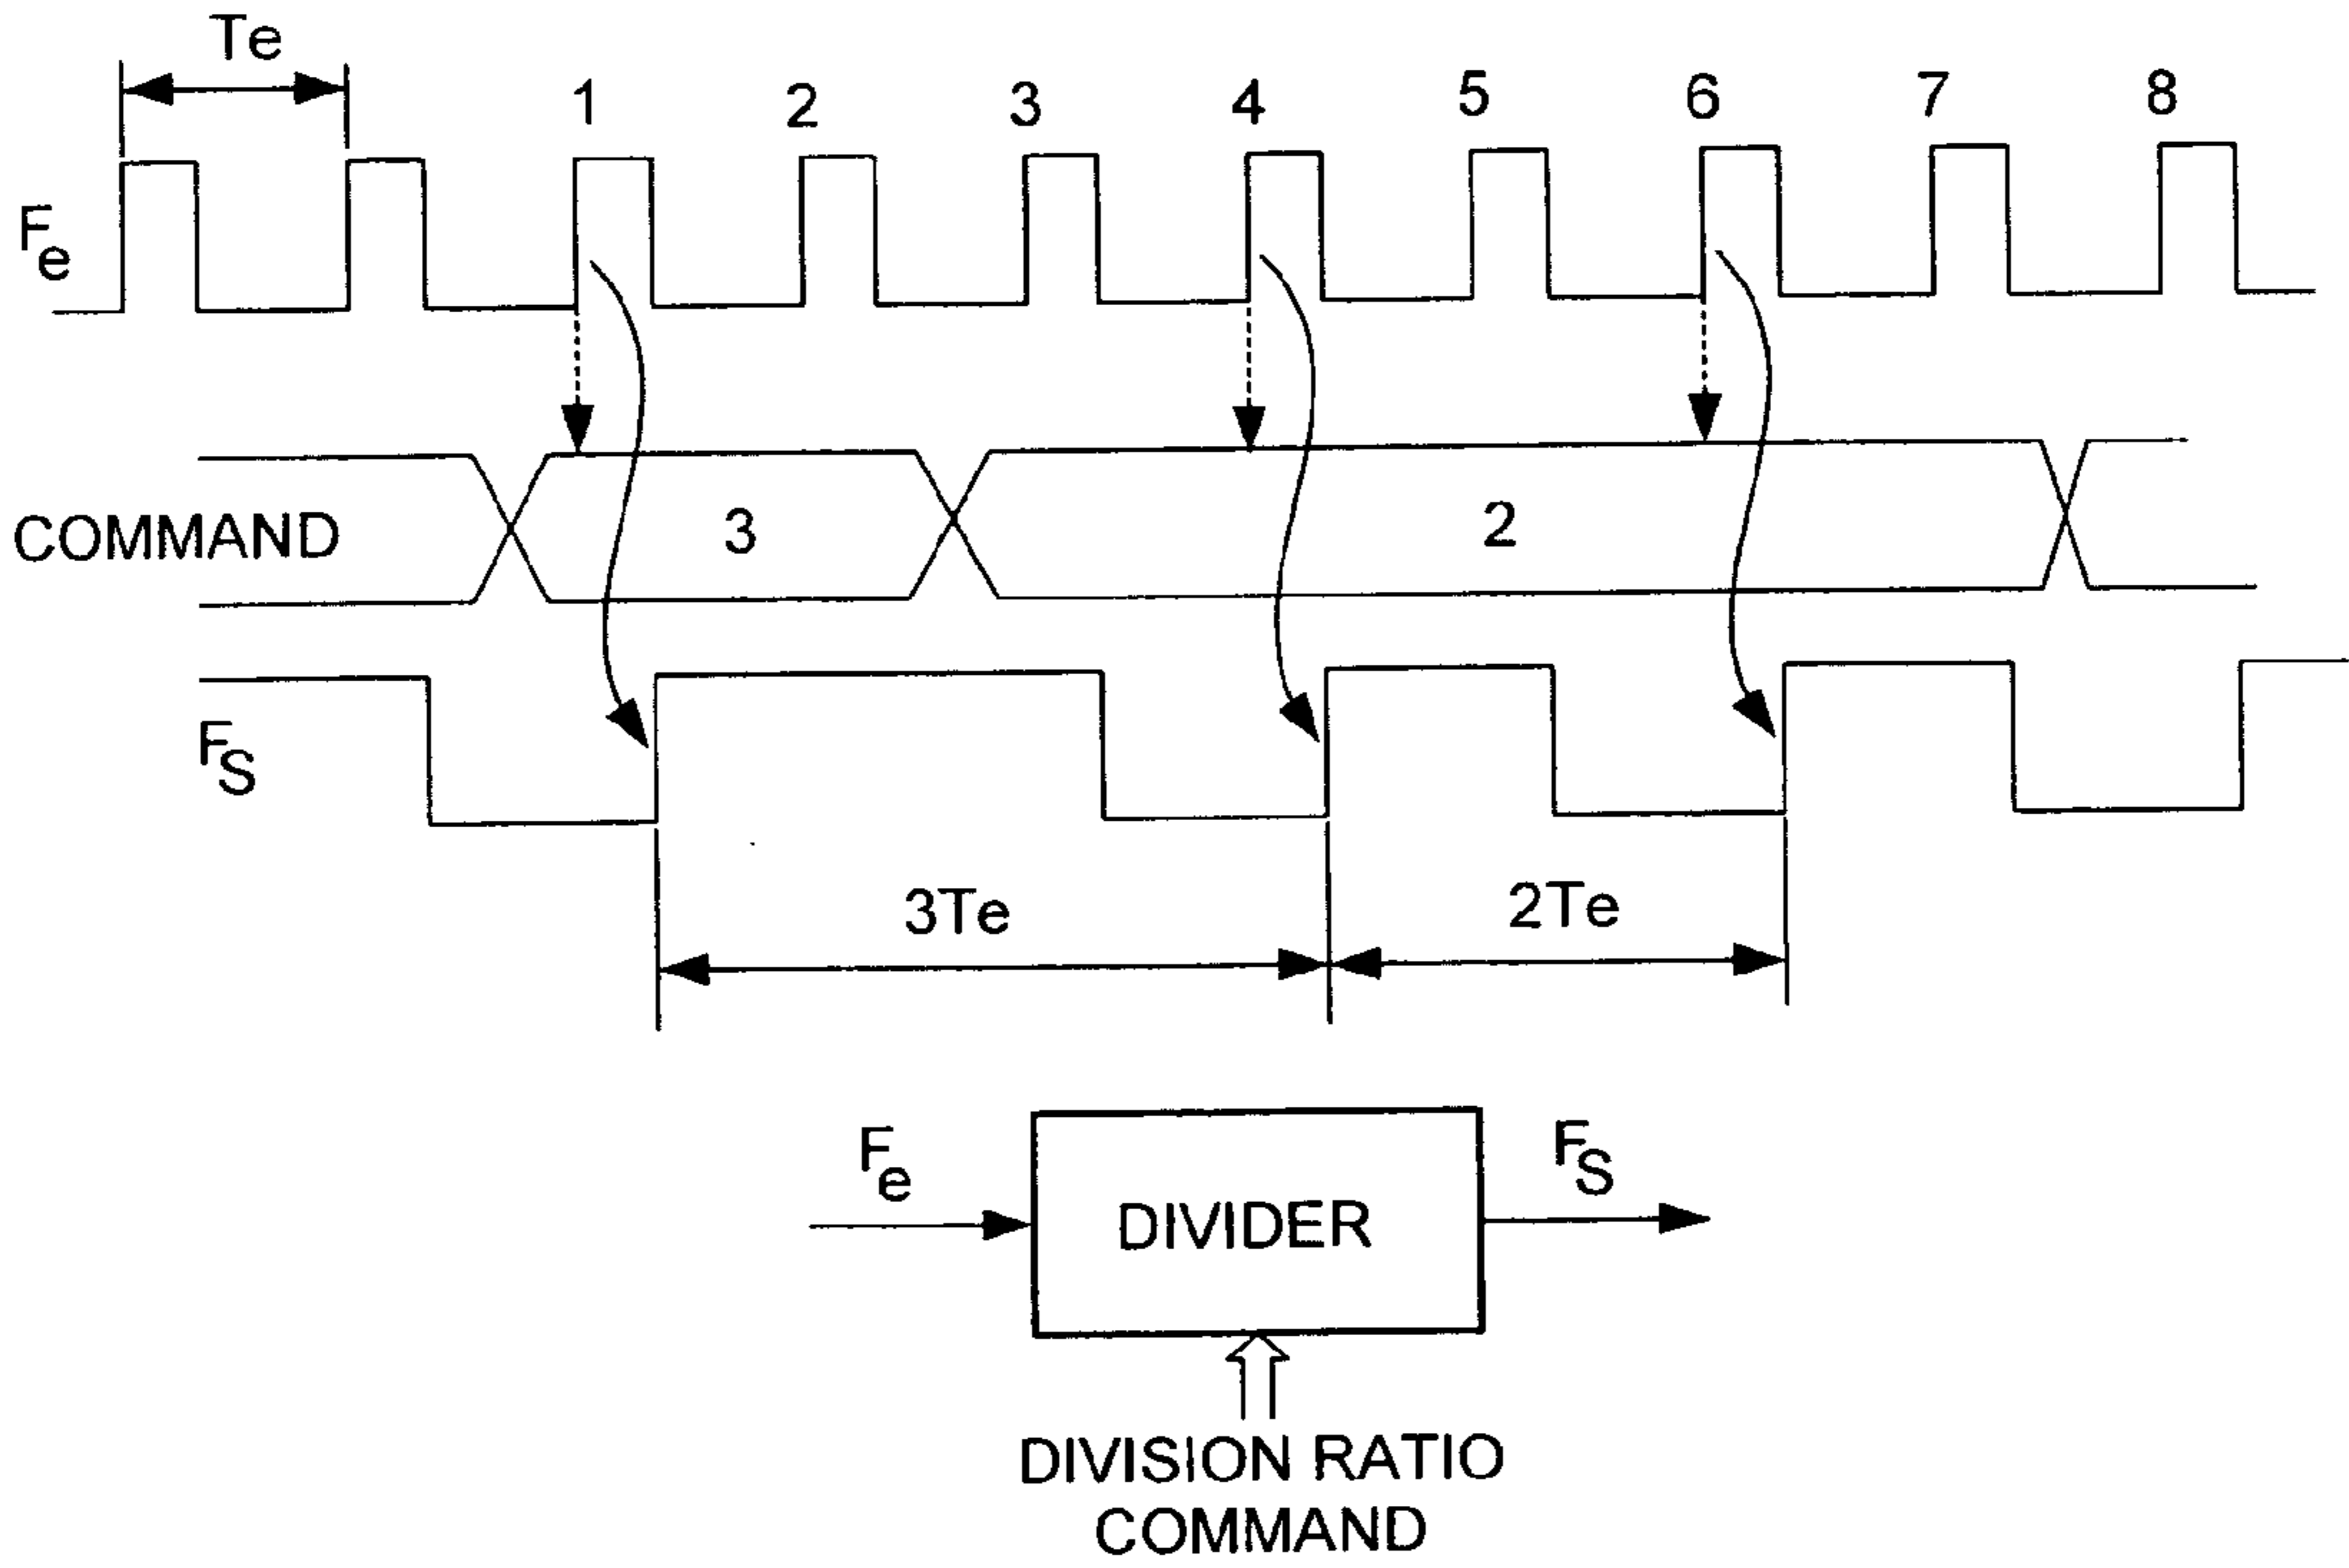 Te
1 2 3 4 5 6 7 8
Fe
COMMAND 3 2
FS
3Te 2Te
Fe DIVIDER FS
DIVISION RATIO
COMMAND